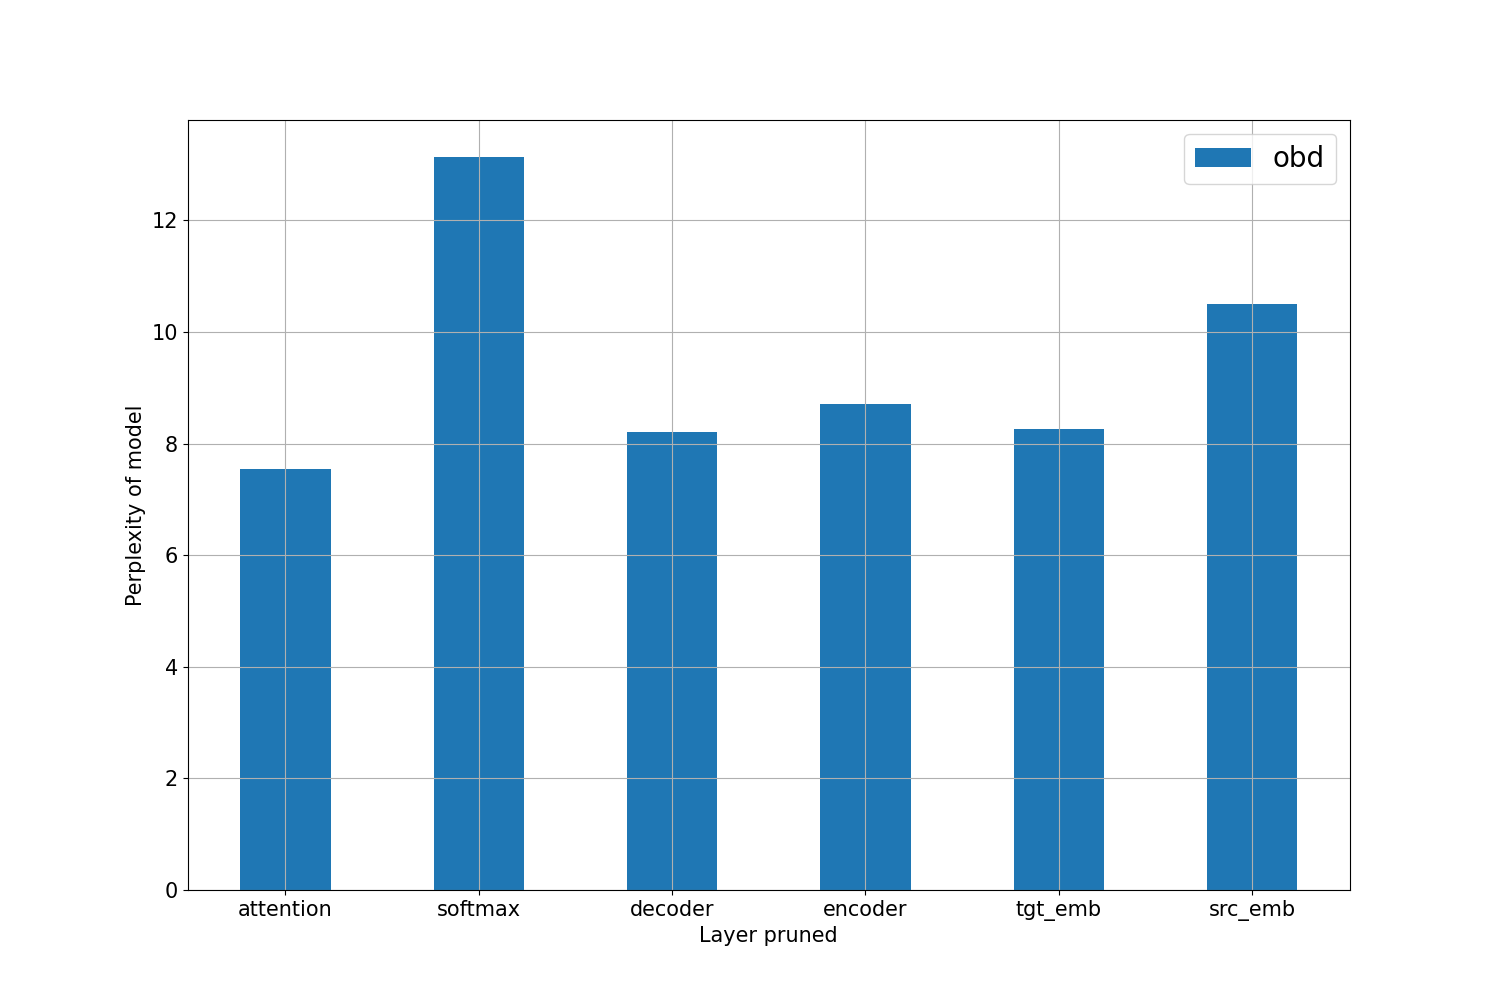 obd
12
10
8
6
4
2
0
Perplexity of model
attention softmax decoder encoder tgt_emb src_emb
Layer pruned